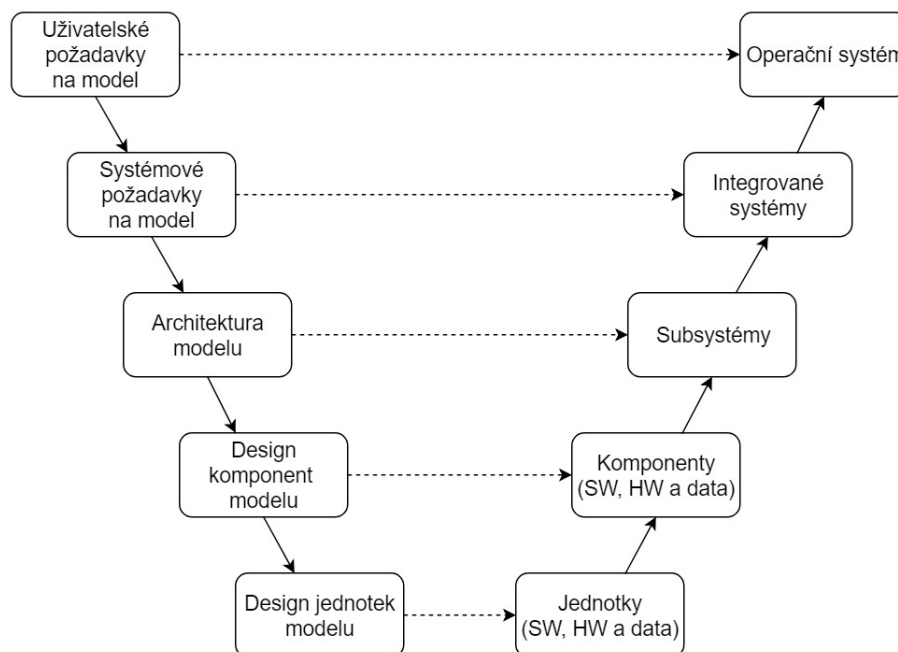 Uživatelské
požadavky
na model
Operační systém
Systémové
požadavky
na model
Integrované
systémy
Architektura
modelu
Subsystémy
Design
komponent
modelu
Komponenty
(SW, HW a data)
Design jednotek
modelu
Jednotky
(SW, HW a data)